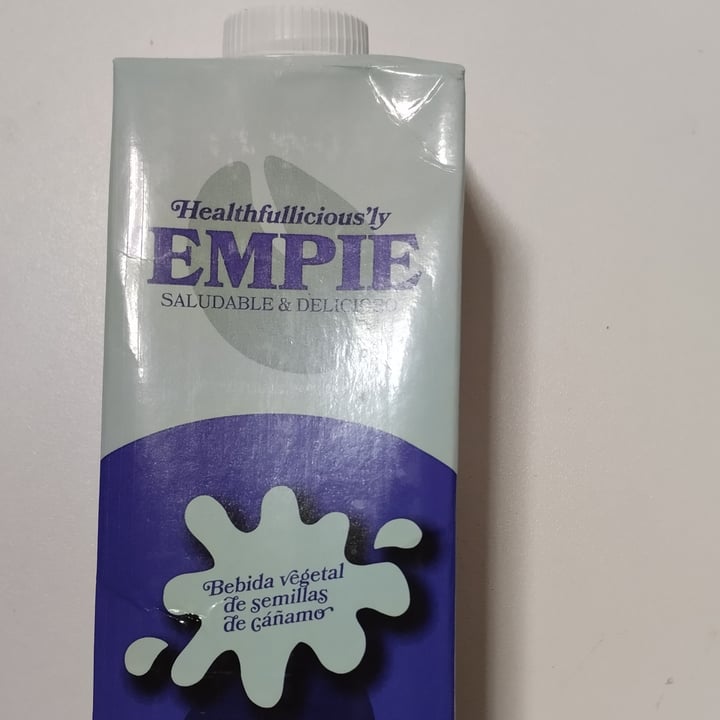 Healthfullicious'ly
EMPIE
SALUDABLE & DELICIOSO
Bebida vegetal
de semillas
de cáñamo